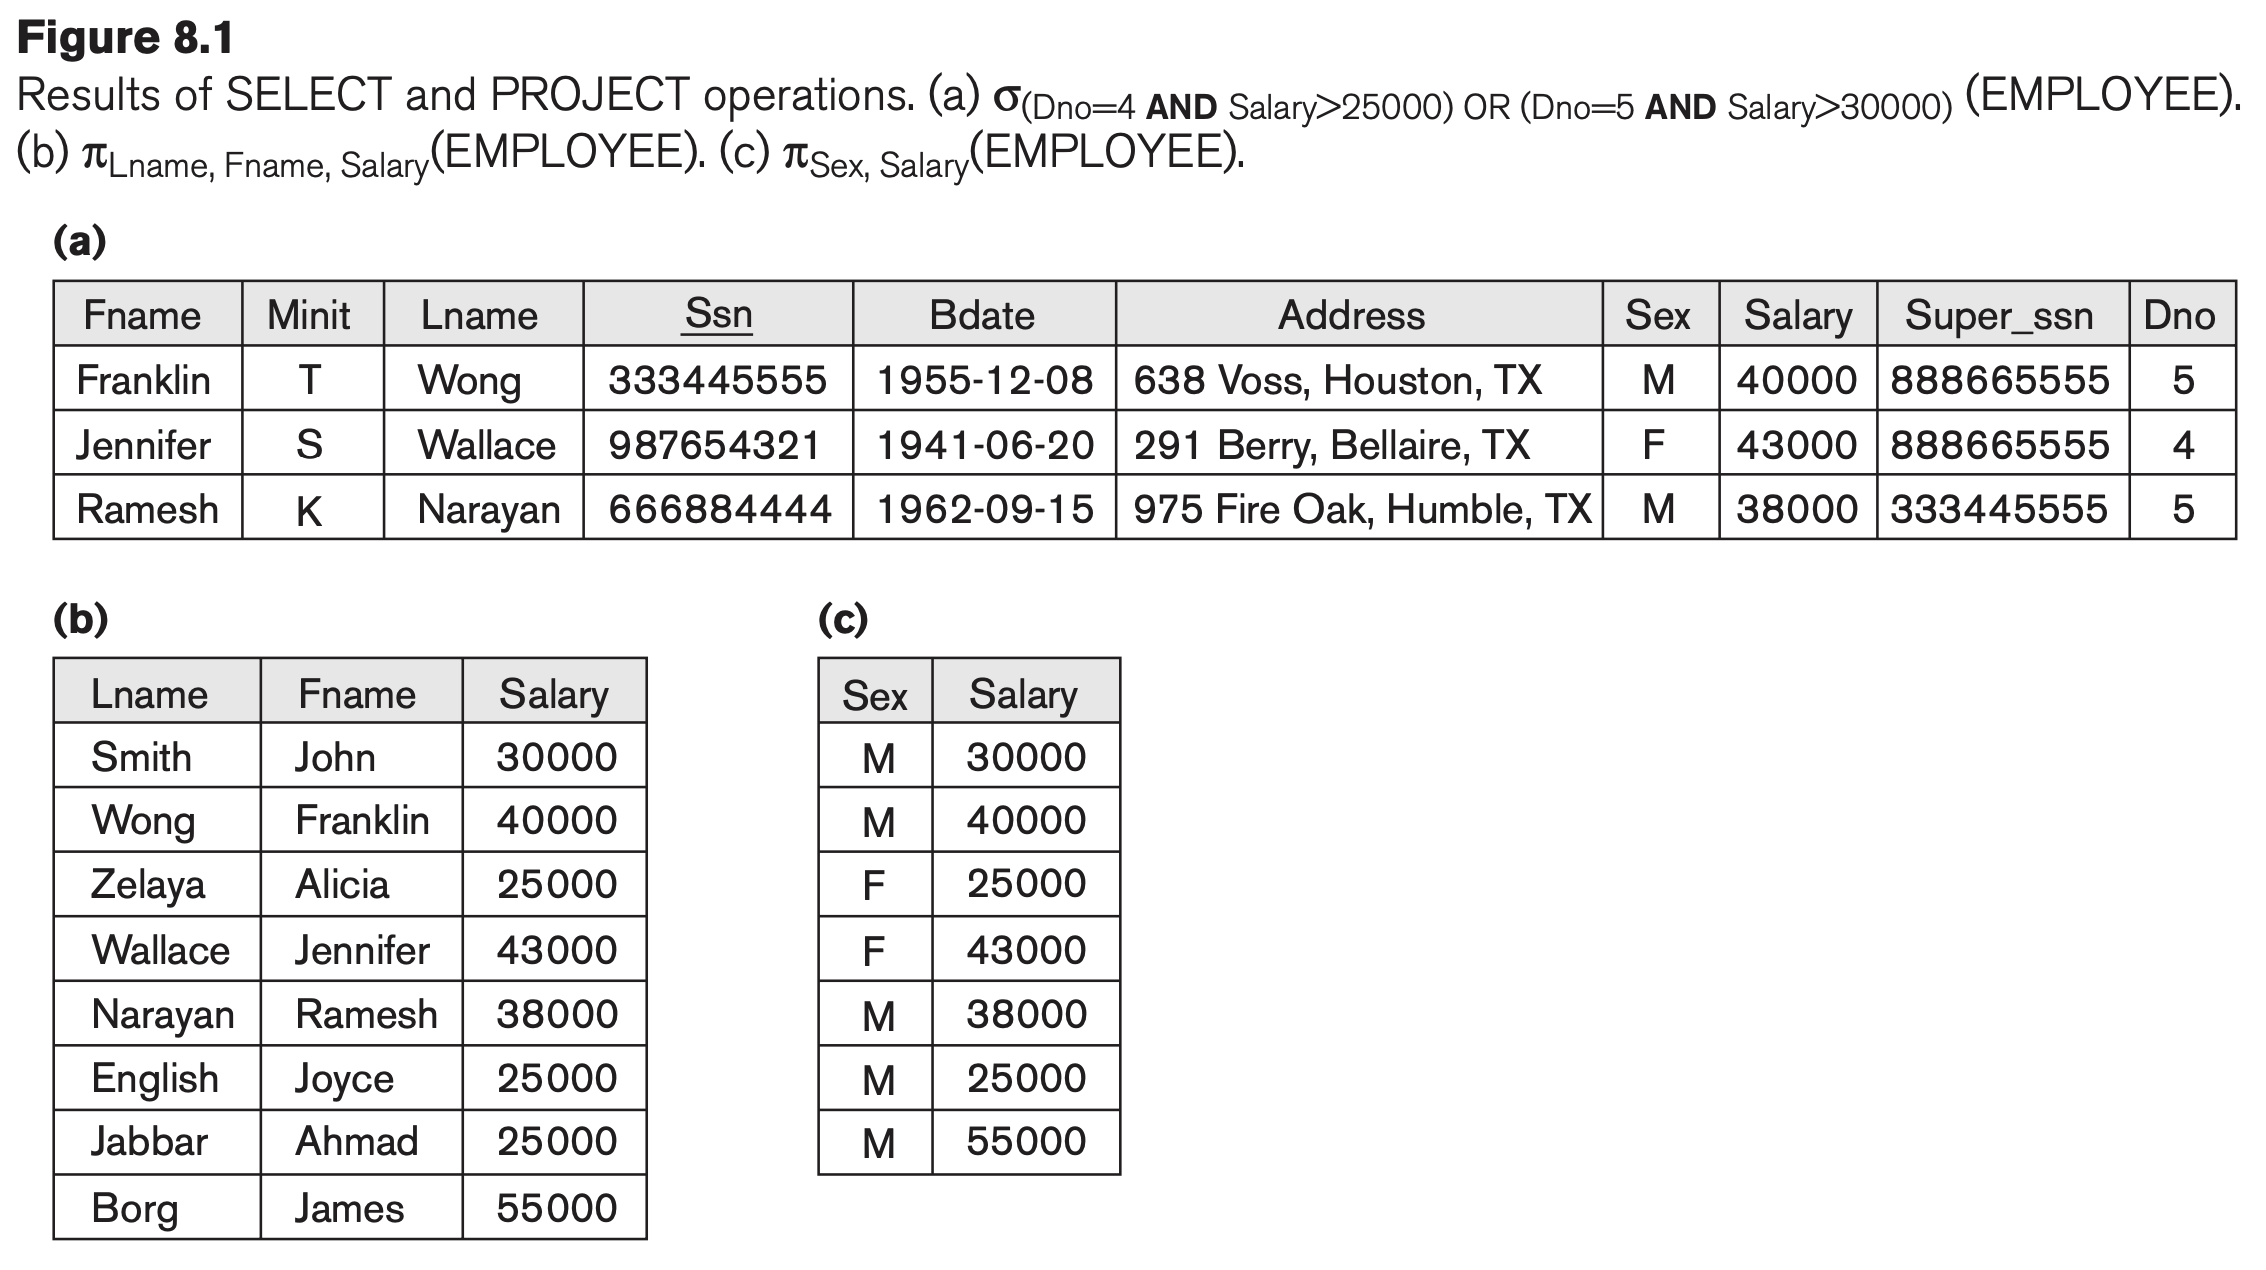 Figure 8.1
Results of SELECT and PROJECT operations. (a) σ(Dno=4 AND Salary>25000) OR (Dno=5 AND Salary>30000) (EMPLOYEE).
(b) πLname, Fname, Salary(EMPLOYEE). (c) πSex, Salary(EMPLOYEE).
(a)
Fname Minit Lname Ssn Bdate Address Sex Salary Super_ssn Dno
Franklin T Wong 333445555 1955-12-08 638 Voss, Houston, TX M 40000 888665555 5
Jennifer S Wallace 987654321 1941-06-20 291 Berry, Bellaire, TX F 43000 888665555 4
Ramesh K Narayan 666884444 1962-09-15 975 Fire Oak, Humble, TX M 38000 333445555 5
(b)
Lname Fname Salary
Smith John 30000
Wong Franklin 40000
Zelaya Alicia 25000
Wallace Jennifer 43000
Narayan Ramesh 38000
English Joyce 25000
Jabbar Ahmad 25000
Borg James 55000
(c)
Sex Salary
M 30000
M 40000
F 25000
F 43000
M 38000
M 25000
M 55000